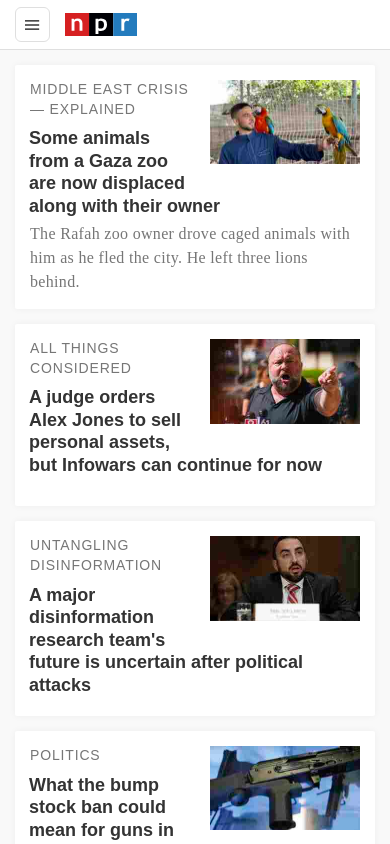 npr
MIDDLE EAST CRISIS
— EXPLAINED
Some animals
from a Gaza zoo
are now displaced
along with their owner
The Rafah zoo owner drove caged animals with
him as he fled the city. He left three lions
behind.
ALL THINGS
CONSIDERED
A judge orders
Alex Jones to sell
personal assets,
but Infowars can continue for now
UNTANGLING
DISINFORMATION
A major
disinformation
research team's
future is uncertain after political
attacks
POLITICS
What the bump
stock ban could
mean for guns in